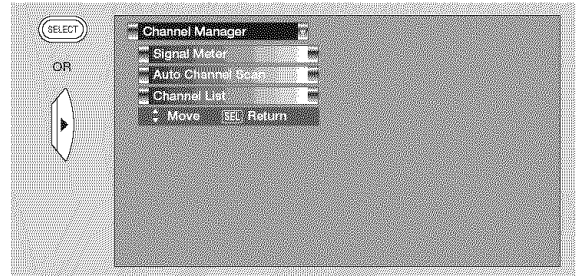 SELECT
OR
Channel Manager
Signal Meter
Auto Channel Scan
Channel List
Move SEL Return